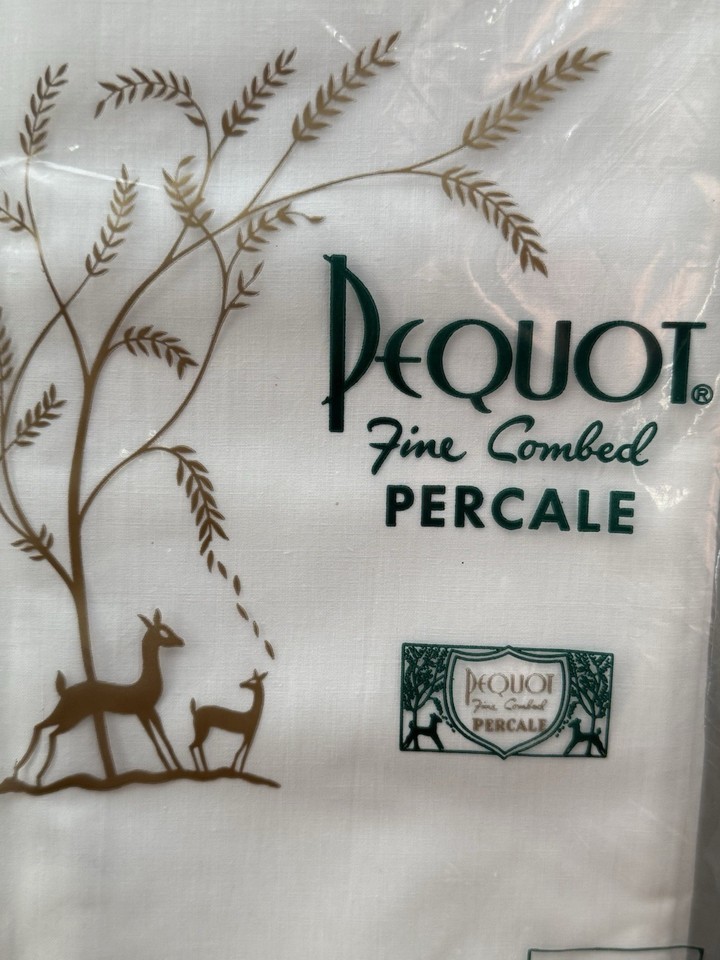 PEQUOT®
Fine Combed
PERCALE
PEQUOT
Fine Combed
PERCALE